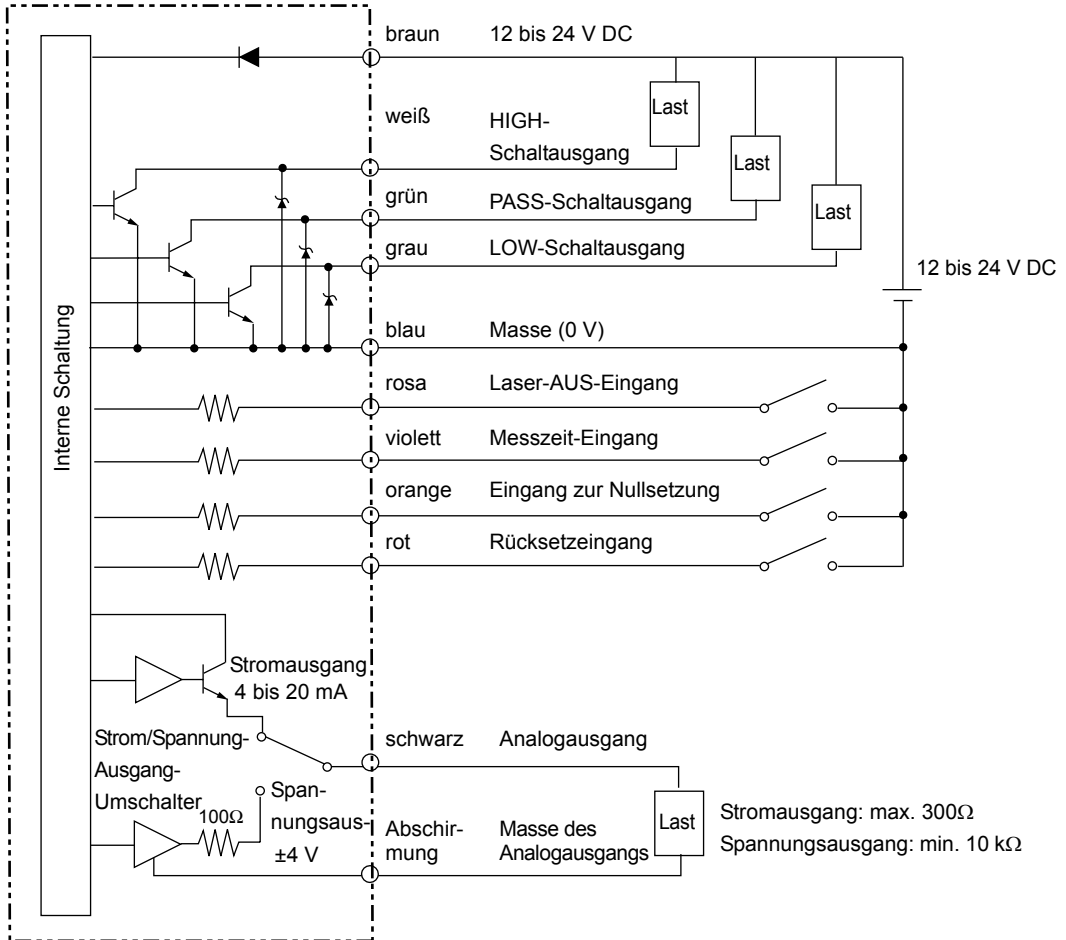 braun 12 bis 24 V DC
Last
weiß HIGH-
Schaltausgang
Last
grün PASS-Schaltausgang
Last
grau LOW-Schaltausgang
12 bis 24 V DC
blau Masse (0 V)
Interne Schaltung
rosa Laser-AUS-Eingang
violett Messzeit-Eingang
orange Eingang zur Nullsetzung
rot Rücksetzeingang
Stromausgang
4 bis 20 mA
Strom/Spannung-
Ausgang-
Umschalter
schwarz Analogausgang
100Ω
Span-
nungsaus-
±4 V
Abschir-
mung
Masse des
Analogausgangs
Last
Stromausgang: max. 300Ω
Spannungsausgang: min. 10 kΩ